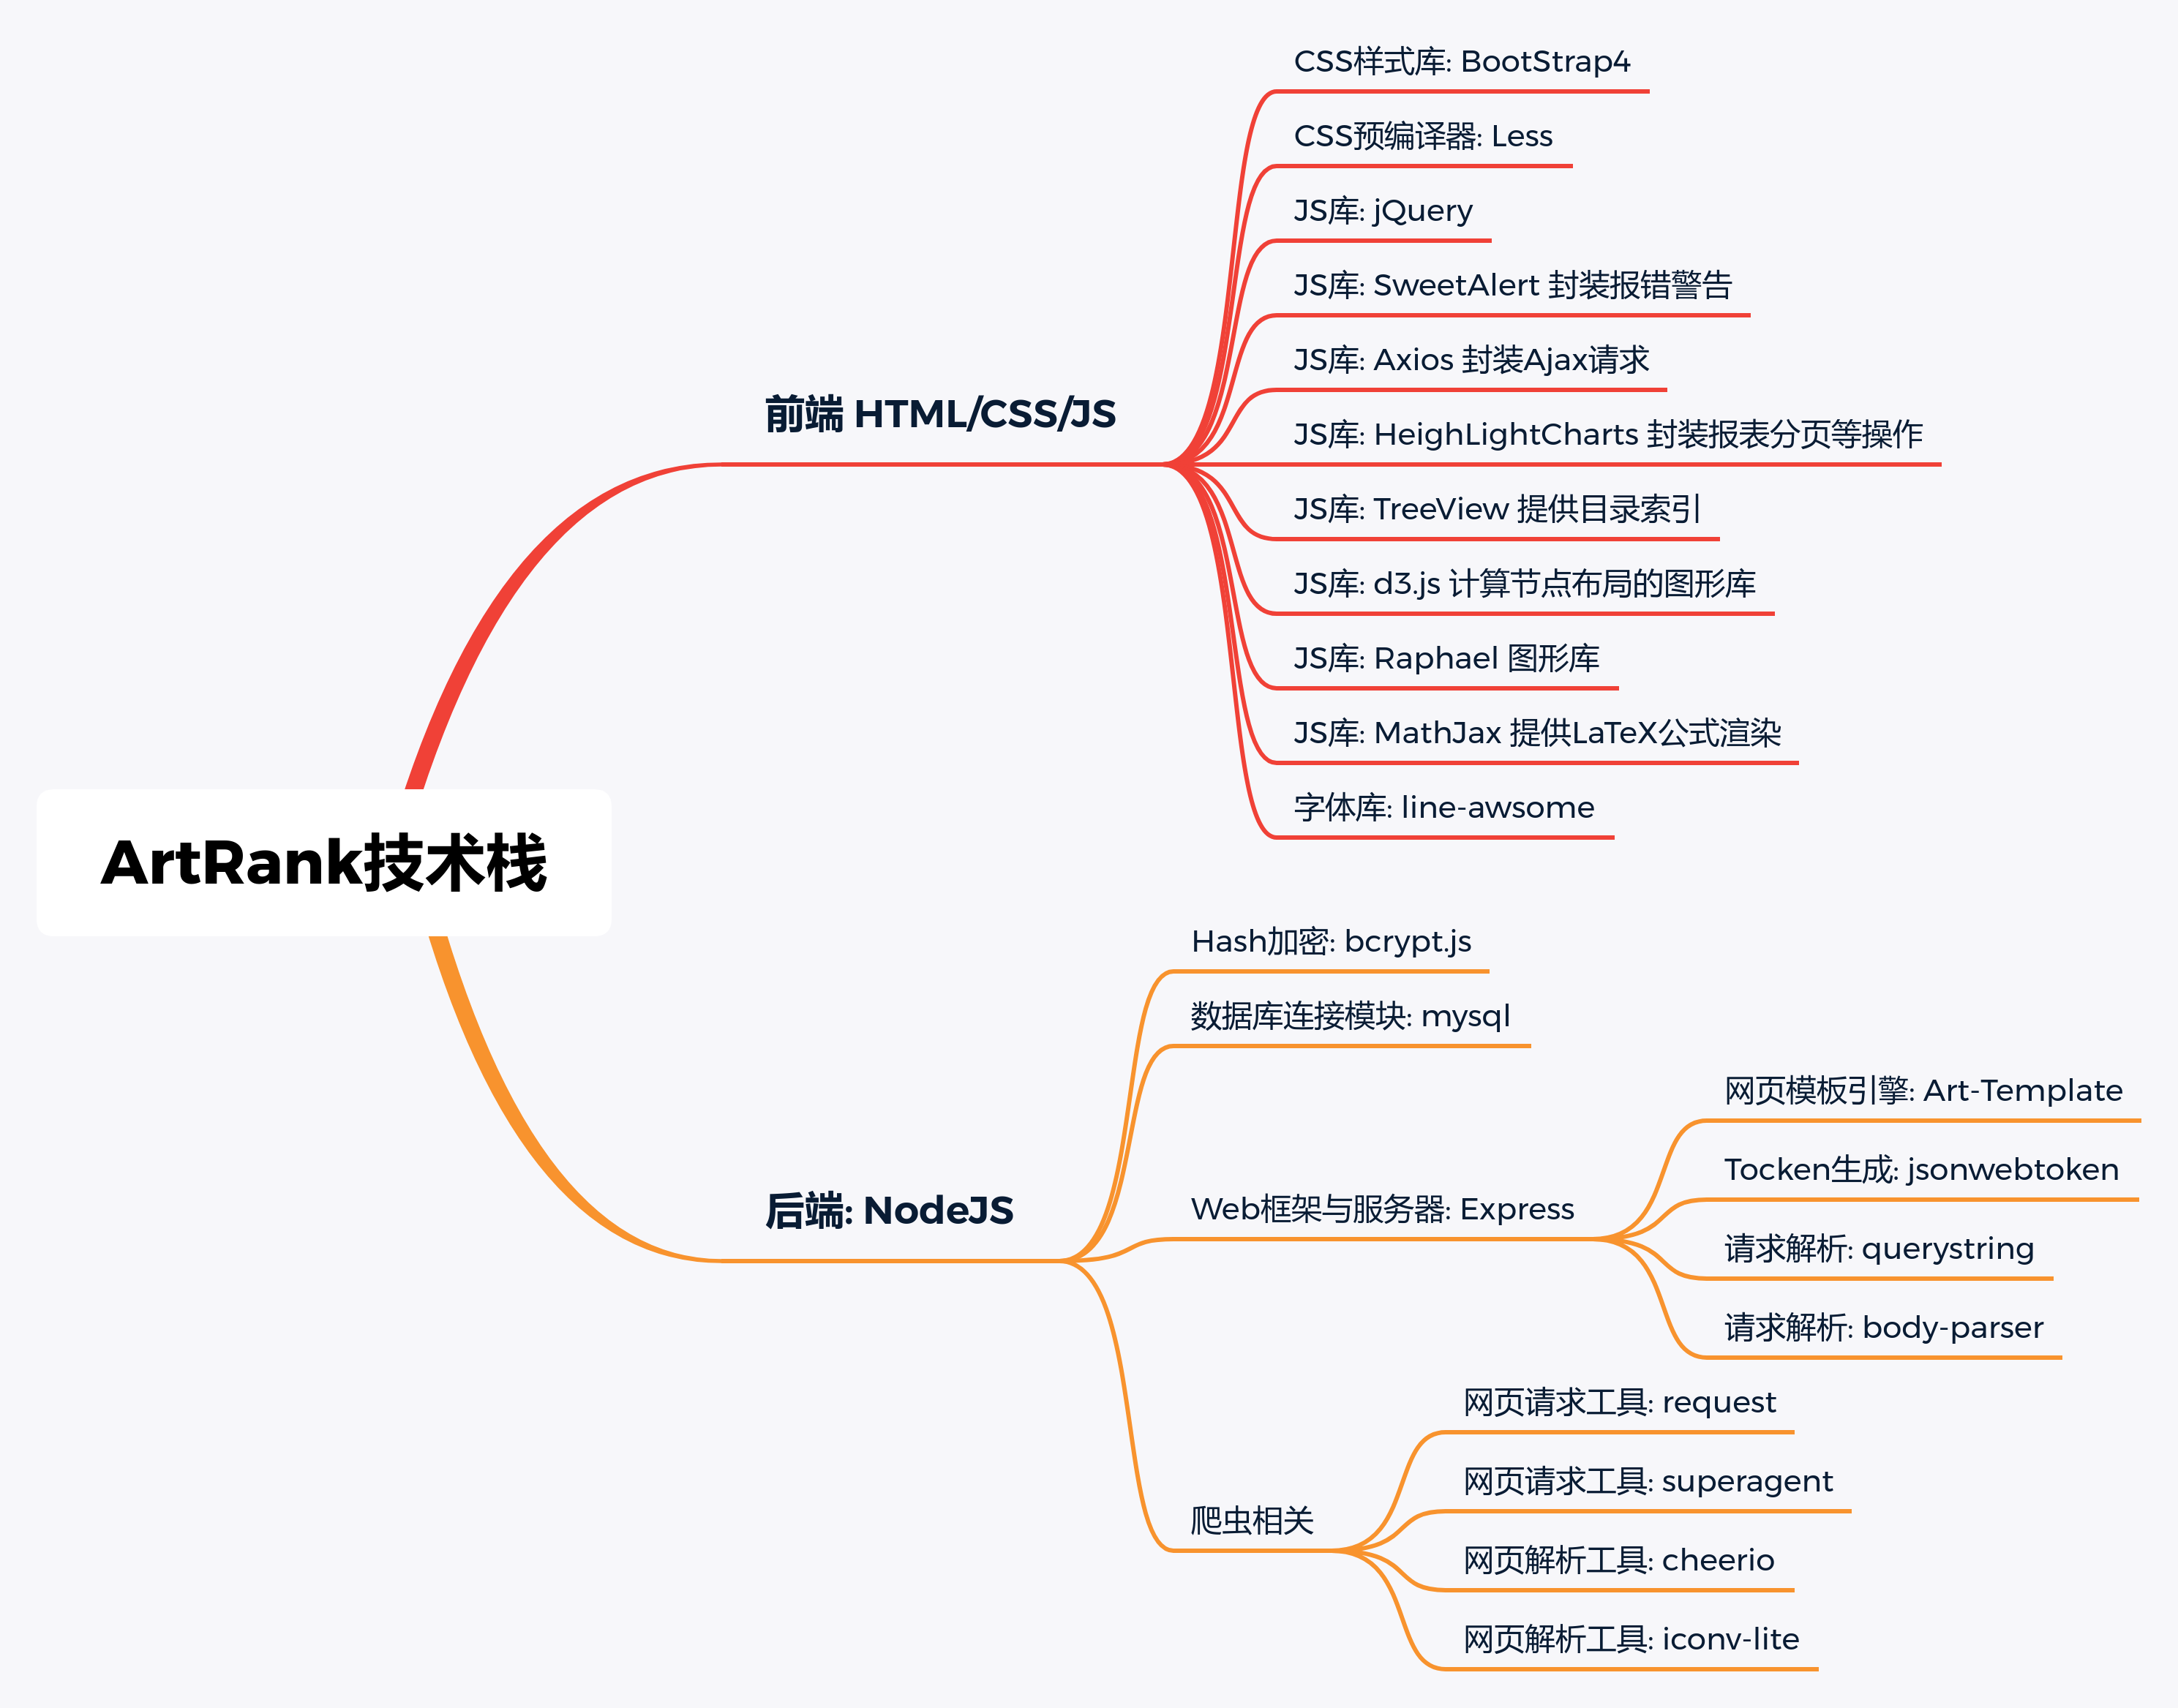 ArtRank技术栈
前端 HTML/CSS/JS
CSS样式库: BootStrap4
CSS预编译器: Less
JS库: jQuery
JS库: SweetAlert 封装报错警告
JS库: Axios 封装Ajax请求
JS库: HeighLightCharts 封装报表分页等操作
JS库: TreeView 提供目录索引
JS库: d3.js 计算节点布局的图形库
JS库: Raphael 图形库
JS库: MathJax 提供LaTeX公式渲染
字体库: line-awsome
后端: NodeJS
Hash加密: bcrypt.js
数据库连接模块: mysql
Web框架与服务器: Express
网页模板引擎: Art-Template
Tocken生成: jsonwebtoken
请求解析: querystring
请求解析: body-parser
爬虫相关
网页请求工具: request
网页请求工具: superagent
网页解析工具: cheerio
网页解析工具: iconv-lite